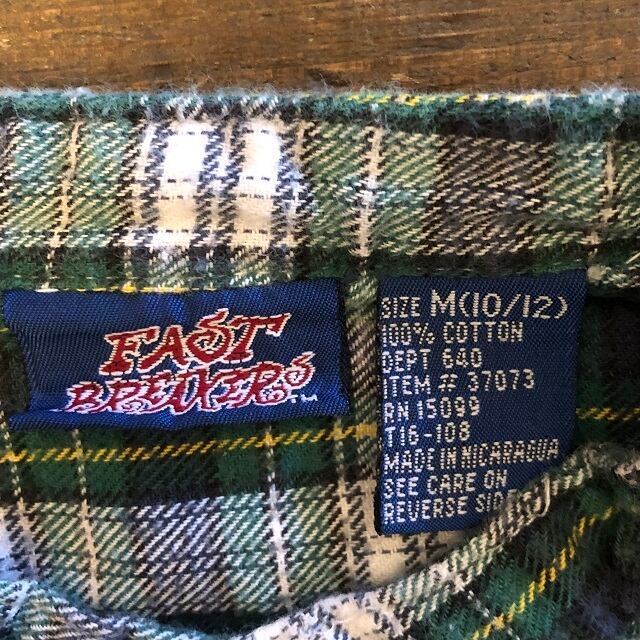 FAST
BREAKERS™
SIZE M(10/12)
100% COTTON
DEPT 640
ITEM # 37073
RN 15099
T16-108
MADE IN NICARAGUA
SEE CARE ON
REVERSE SIDE